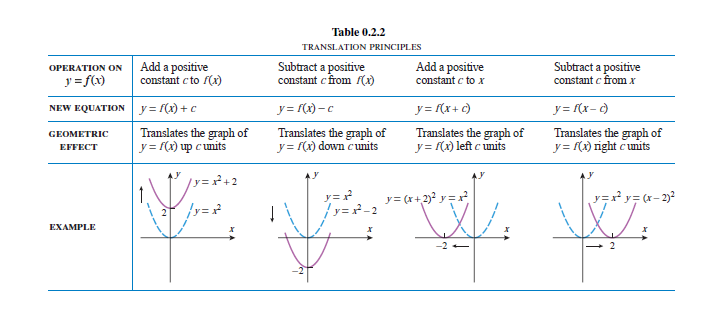 Table 0.2.2
TRANSLATION PRINCIPLES
OPERATION ON
y = f(x)
Add a positive
constant c to f(x)
Subtract a positive
constant c from f(x)
Add a positive
constant c to x
Subtract a positive
constant c from x
NEW EQUATION
y = f(x) + c
y = f(x) – c
y = f(x + c)
y = f(x – c)
GEOMETRIC
EFFECT
Translates the graph of
y = f(x) up c units
Translates the graph of
y = f(x) down c units
Translates the graph of
y = f(x) left c units
Translates the graph of
y = f(x) right c units
EXAMPLE
y
y = x² + 2
2
y = x²
x
y
y = x²
y = x² – 2
x
–2
y
y = (x + 2)² y = x²
x
–2
y
y = x² y = (x – 2)²
x
2